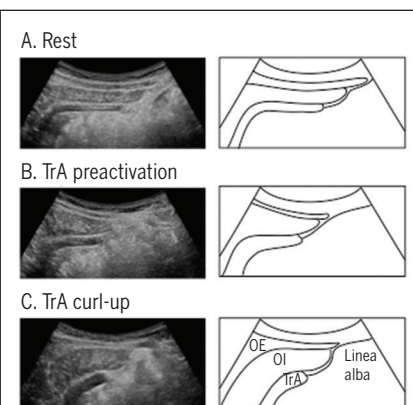 A. Rest
B. TrA preactivation
C. TrA curl-up
OE
OI
TrA
Linea
alba